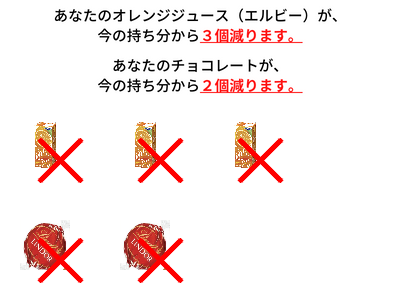 あなたのオレンジジュース（エルビー）が、
今の持ち分から３個減ります。
あなたのチョコレートが、
今の持ち分から２個減ります。
LINDOR